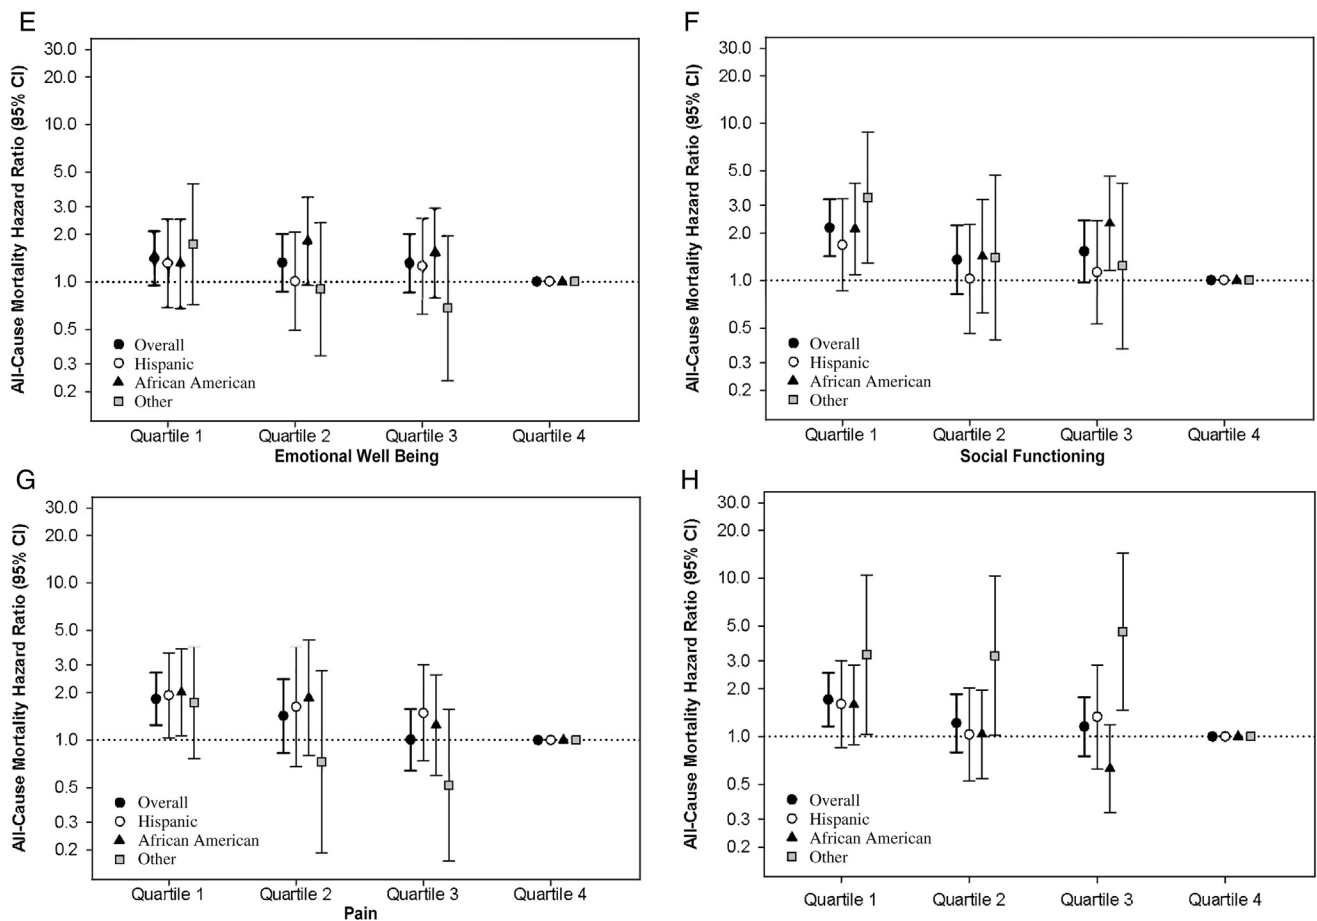 E
All-Cause Mortality Hazard Ratio (95% CI)
30.0
20.0
10.0
5.0
3.0
2.0
1.0
0.5
0.3
0.2
Overall
Hispanic
African American
Other
Quartile 1 Quartile 2 Quartile 3 Quartile 4
Emotional Well Being
F
All-Cause Mortality Hazard Ratio (95% CI)
30.0
20.0
10.0
5.0
3.0
2.0
1.0
0.5
0.3
0.2
Overall
Hispanic
African American
Other
Quartile 1 Quartile 2 Quartile 3 Quartile 4
Social Functioning
G
All-Cause Mortality Hazard Ratio (95% CI)
30.0
20.0
10.0
5.0
3.0
2.0
1.0
0.5
0.3
0.2
Overall
Hispanic
African American
Other
Quartile 1 Quartile 2 Quartile 3 Quartile 4
Pain
H
All-Cause Mortality Hazard Ratio (95% CI)
30.0
20.0
10.0
5.0
3.0
2.0
1.0
0.5
0.3
0.2
Overall
Hispanic
African American
Other
Quartile 1 Quartile 2 Quartile 3 Quartile 4